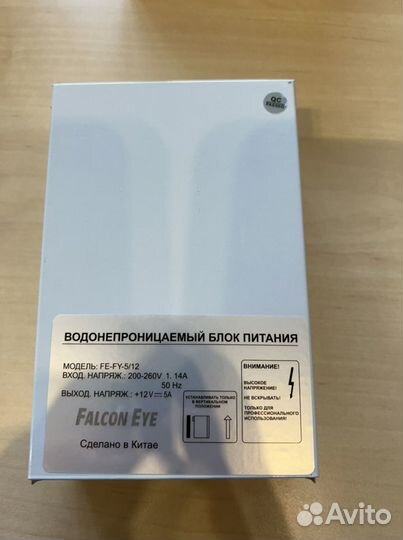 QC
PASSED
ВОДОНЕПРОНИЦАЕМЫЙ БЛОК ПИТАНИЯ
МОДЕЛЬ: FE-FY-5/12
ВХОД. НАПРЯЖ.: 200-260V 1. 14A
50 Hz
ВЫХОД. НАПРЯЖ.: +12V⎓5A
FALCON EYE
Сделано в Китае
УСТАНАВЛИВАТЬ ТОЛЬКО
В ВЕРТИКАЛЬНОМ
ПОЛОЖЕНИИ
ВНИМАНИЕ!
ВЫСОКОЕ
НАПРЯЖЕНИЕ!
НЕ ВСКРЫВАТЬ!
ТОЛЬКО ДЛЯ
ПРОФЕССИОНАЛЬНОГО
ИСПОЛЬЗОВАНИЯ!
Avito